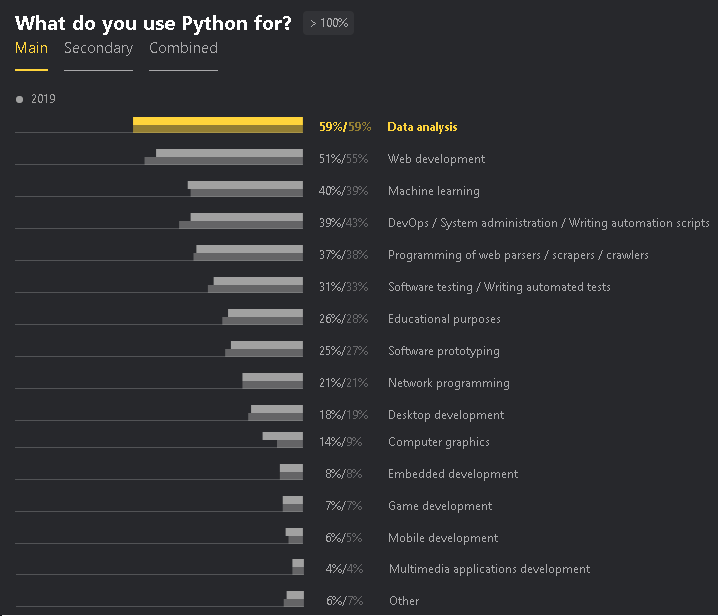 What do you use Python for? > 100%
Main Secondary Combined
2019
59%/59% Data analysis
51%/55% Web development
40%/39% Machine learning
39%/43% DevOps / System administration / Writing automation scripts
37%/38% Programming of web parsers / scrapers / crawlers
31%/33% Software testing / Writing automated tests
26%/28% Educational purposes
25%/27% Software prototyping
21%/21% Network programming
18%/19% Desktop development
14%/9% Computer graphics
8%/8% Embedded development
7%/7% Game development
6%/5% Mobile development
4%/4% Multimedia applications development
6%/7% Other